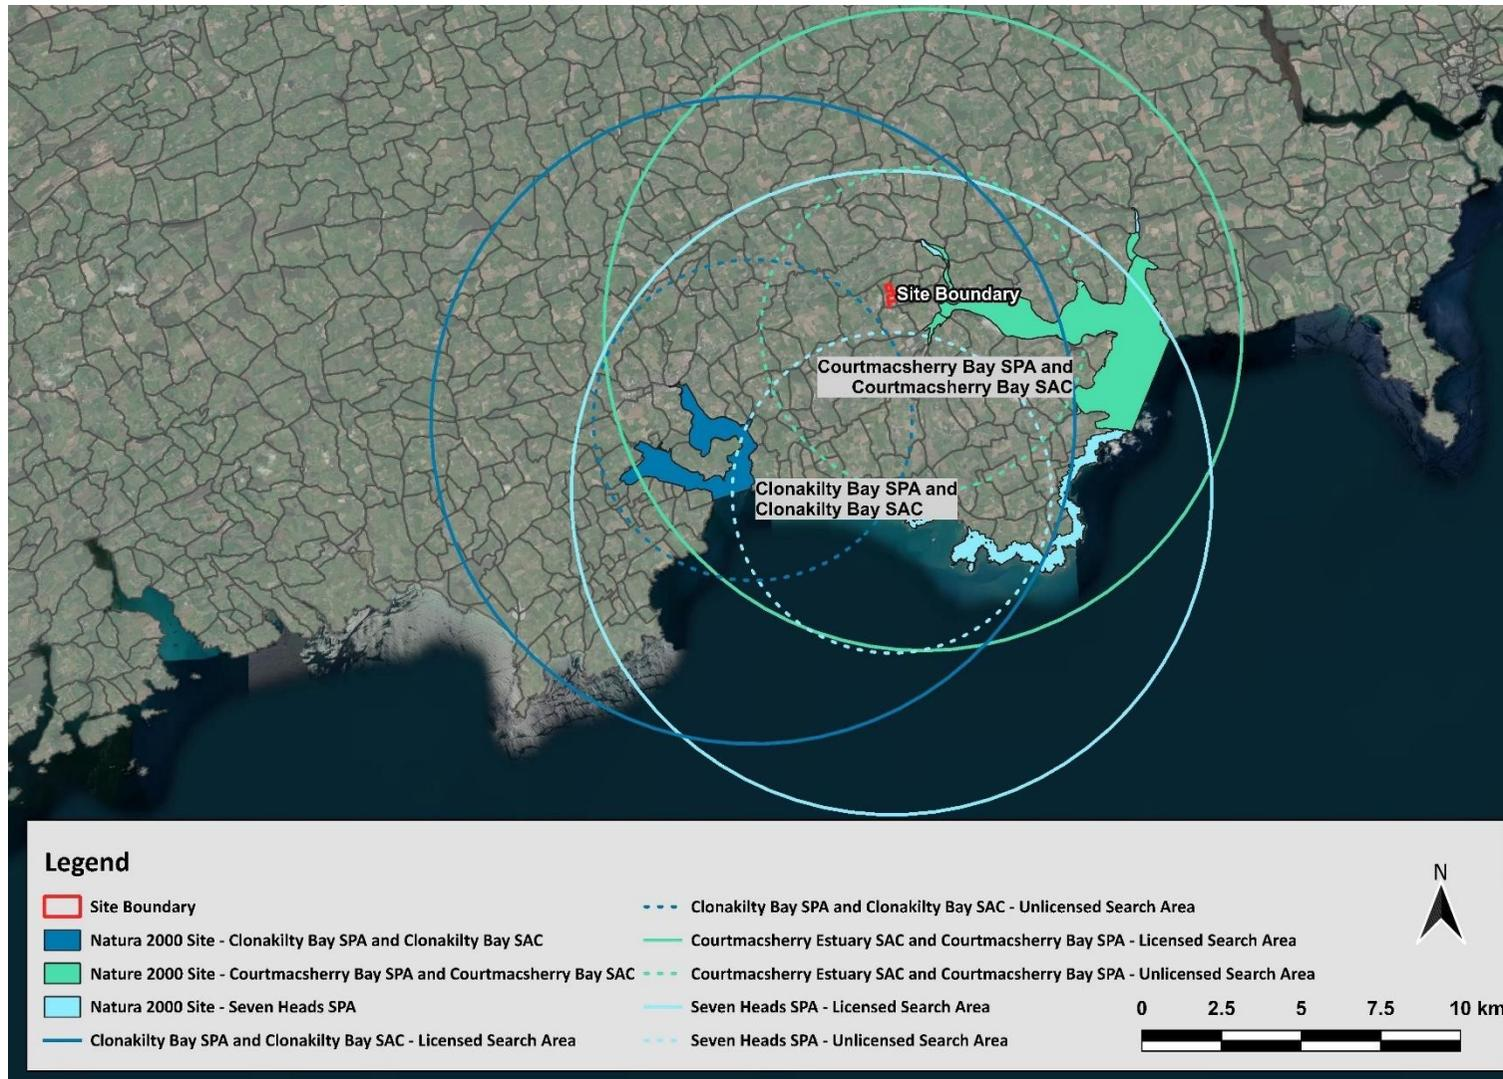 Site Boundary
Courtmacsherry Bay SPA and
Courtmacsherry Bay SAC
Clonakilty Bay SPA and
Clonakilty Bay SAC
Legend
Site Boundary
Natura 2000 Site - Clonakilty Bay SPA and Clonakilty Bay SAC
Nature 2000 Site - Courtmacsherry Bay SPA and Courtmacsherry Bay SAC
Natura 2000 Site - Seven Heads SPA
Clonakilty Bay SPA and Clonakilty Bay SAC - Licensed Search Area
Clonakilty Bay SPA and Clonakilty Bay SAC - Unlicensed Search Area
Courtmacsherry Estuary SAC and Courtmacsherry Bay SPA - Licensed Search Area
Courtmacsherry Estuary SAC and Courtmacsherry Bay SPA - Unlicensed Search Area
Seven Heads SPA - Licensed Search Area
Seven Heads SPA - Unlicensed Search Area
N
0 2.5 5 7.5 10 km